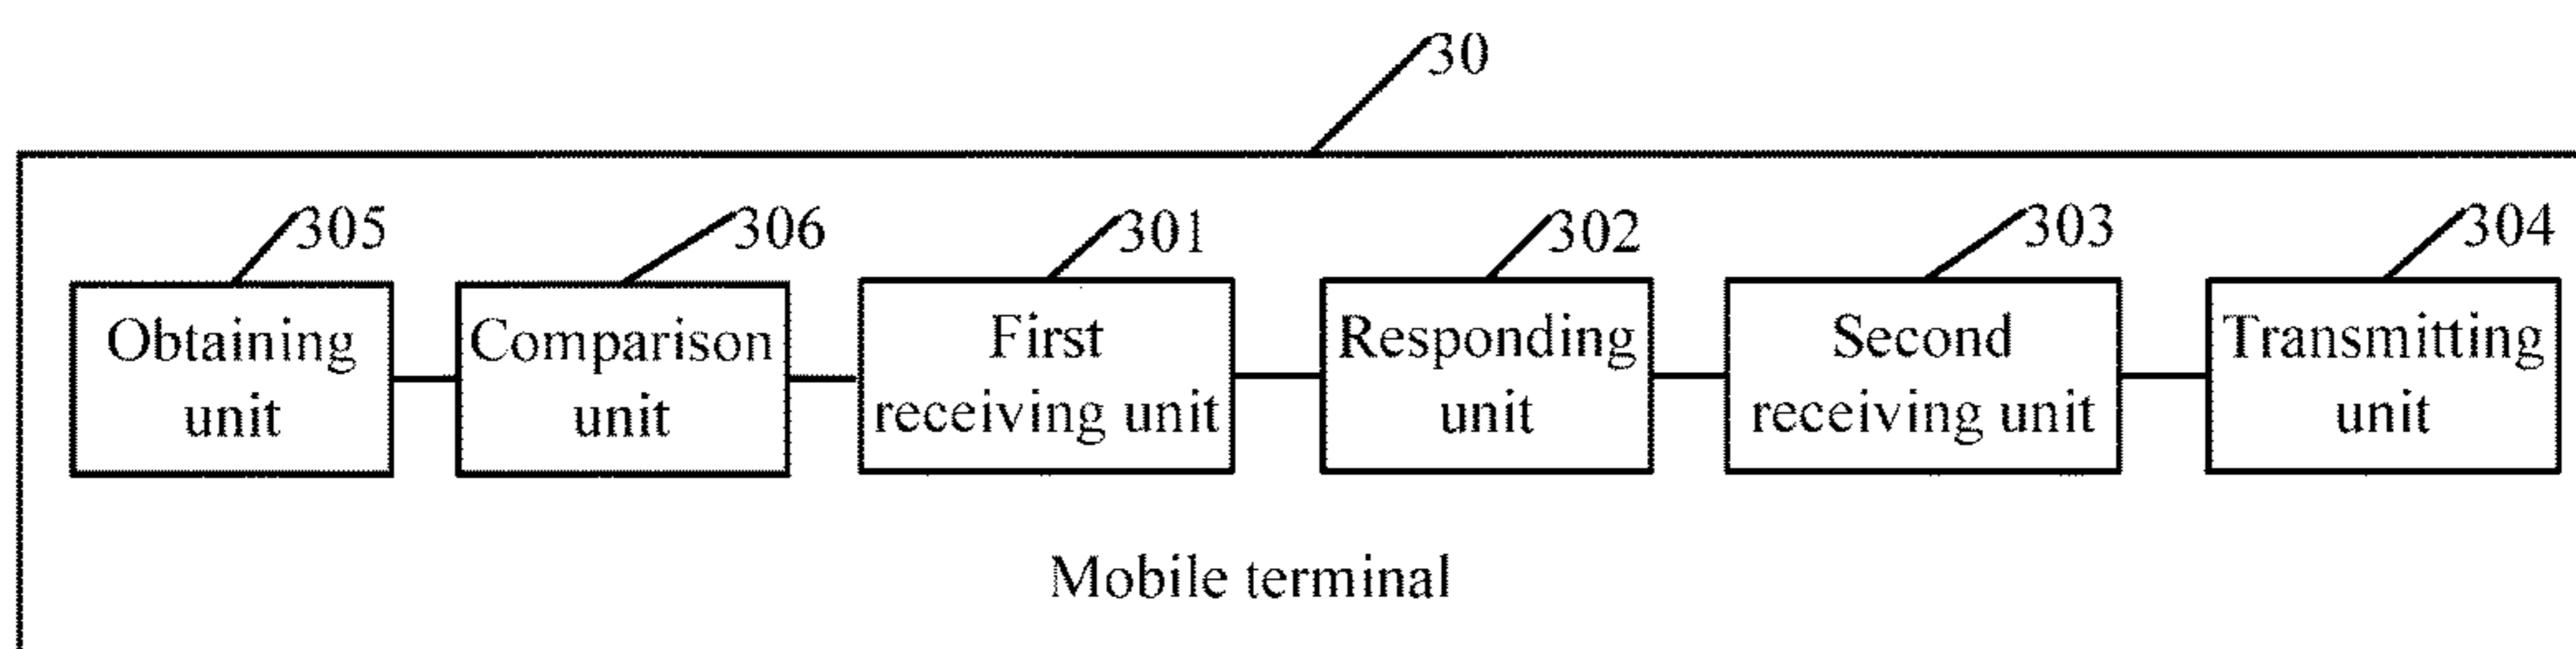 30
305 306 301 302 303 304
Obtaining Comparison First Responding Second Transmitting
unit unit receiving unit unit receiving unit unit
Mobile terminal